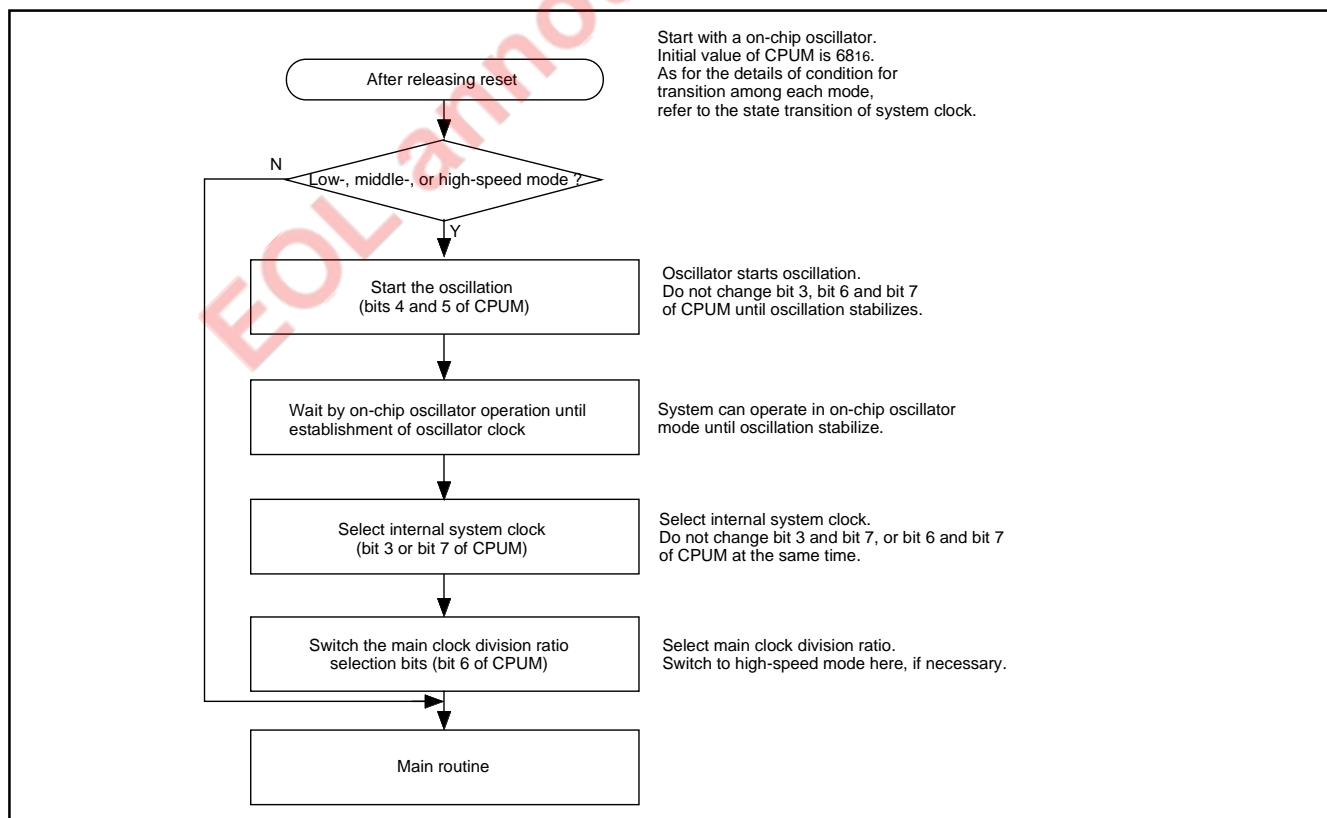 Start with a on-chip oscillator.
Initial value of CPUM is 6816.
As for the details of condition for
transition among each mode,
refer to the state transition of system clock.
After releasing reset
N
Low-, middle-, or high-speed mode ?
Y
Start the oscillation
(bits 4 and 5 of CPUM)
Oscillator starts oscillation.
Do not change bit 3, bit 6 and bit 7
of CPUM until oscillation stabilizes.
Wait by on-chip oscillator operation until
establishment of oscillator clock
System can operate in on-chip oscillator
mode until oscillation stabilize.
Select internal system clock
(bit 3 or bit 7 of CPUM)
Select internal system clock.
Do not change bit 3 and bit 7, or bit 6 and bit 7
of CPUM at the same time.
Switch the main clock division ratio
selection bits (bit 6 of CPUM)
Select main clock division ratio.
Switch to high-speed mode here, if necessary.
Main routine
EOL